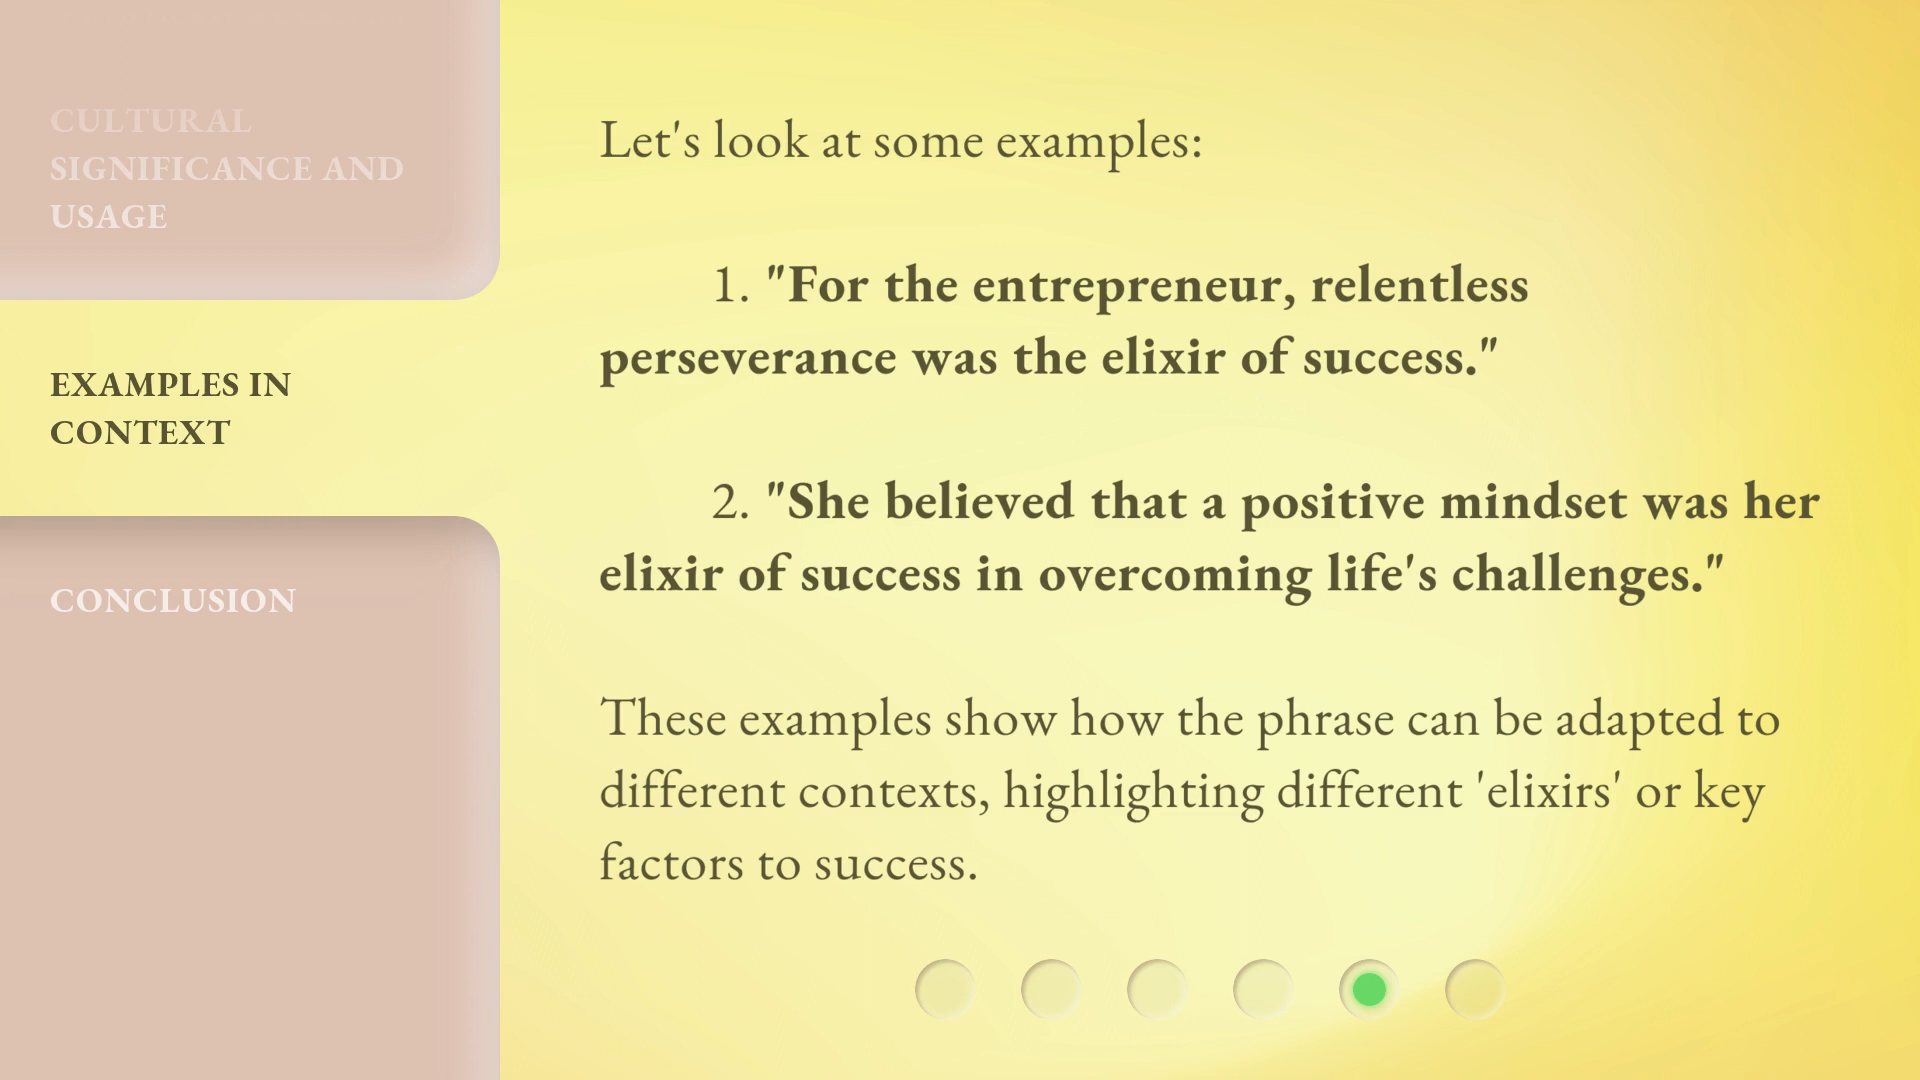 CULTURAL
SIGNIFICANCE AND
USAGE
EXAMPLES IN
CONTEXT
CONCLUSION
Let's look at some examples:
1. "For the entrepreneur, relentless
perseverance was the elixir of success."
2. "She believed that a positive mindset was her
elixir of success in overcoming life's challenges."
These examples show how the phrase can be adapted to
different contexts, highlighting different 'elixirs' or key
factors to success.